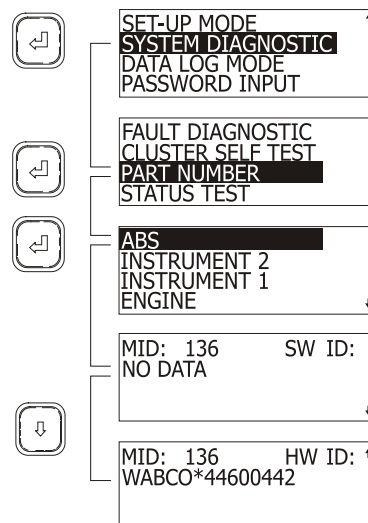 SET-UP MODE
SYSTEM DIAGNOSTIC
DATA LOG MODE
PASSWORD INPUT
FAULT DIAGNOSTIC
CLUSTER SELF TEST
PART NUMBER
STATUS TEST
ABS
INSTRUMENT 2
INSTRUMENT 1
ENGINE
MID: 136 SW ID:
NO DATA
MID: 136 HW ID:
WABCO*44600442